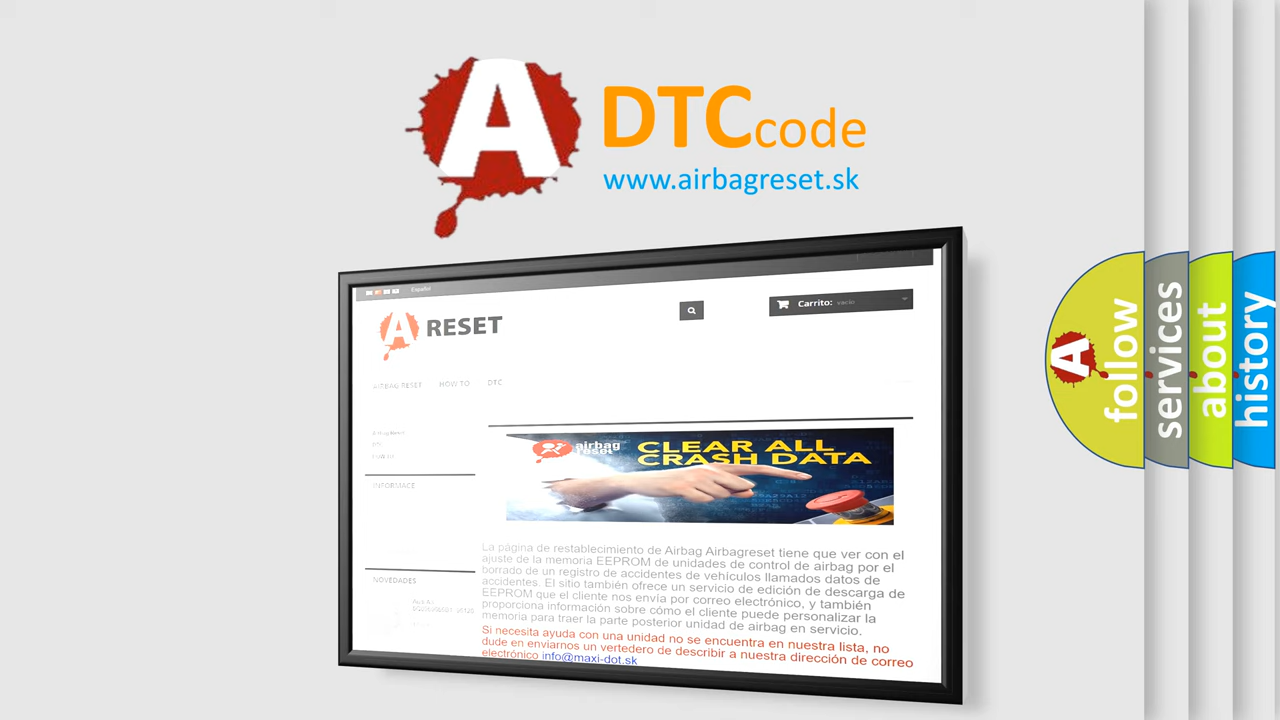 A DTCcode
www.airbagreset.sk
Español
A RESET
Carrito: vacío
AIRBAG RESET HOW TO DTC
Airbag Reset
INFORMACE
NOVEDADES
airbag
reset
CLEAR ALL
CRASH DATA
La página de restablecimiento de Airbag Airbagreset tiene que ver con el
ajuste de la memoria EEPROM de unidades de control de airbag por el
borrado de un registro de accidentes de vehículos llamados datos de
accidentes. El sitio también ofrece un servicio de edición de descarga de
EEPROM que el cliente nos envía por correo electrónico, y también
proporciona información sobre cómo el cliente puede personalizar la
memoria para traer la parte posterior unidad de airbag en servicio.
Si necesita ayuda con una unidad no se encuentra en nuestra lista, no
dude en enviarnos un vertedero de describir a nuestra dirección de correo
electrónico info@maxi-dot.sk
A
follow
services
about
history